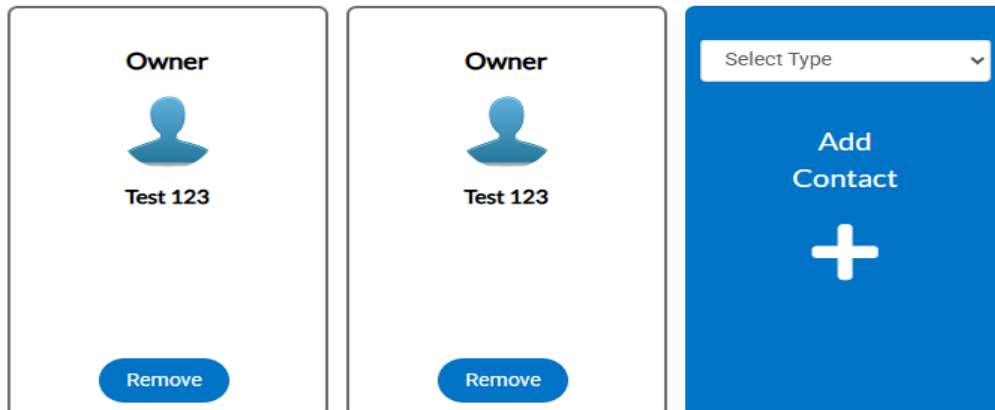 Owner
Test 123
Remove
Owner
Test 123
Remove
Select Type
Add
Contact